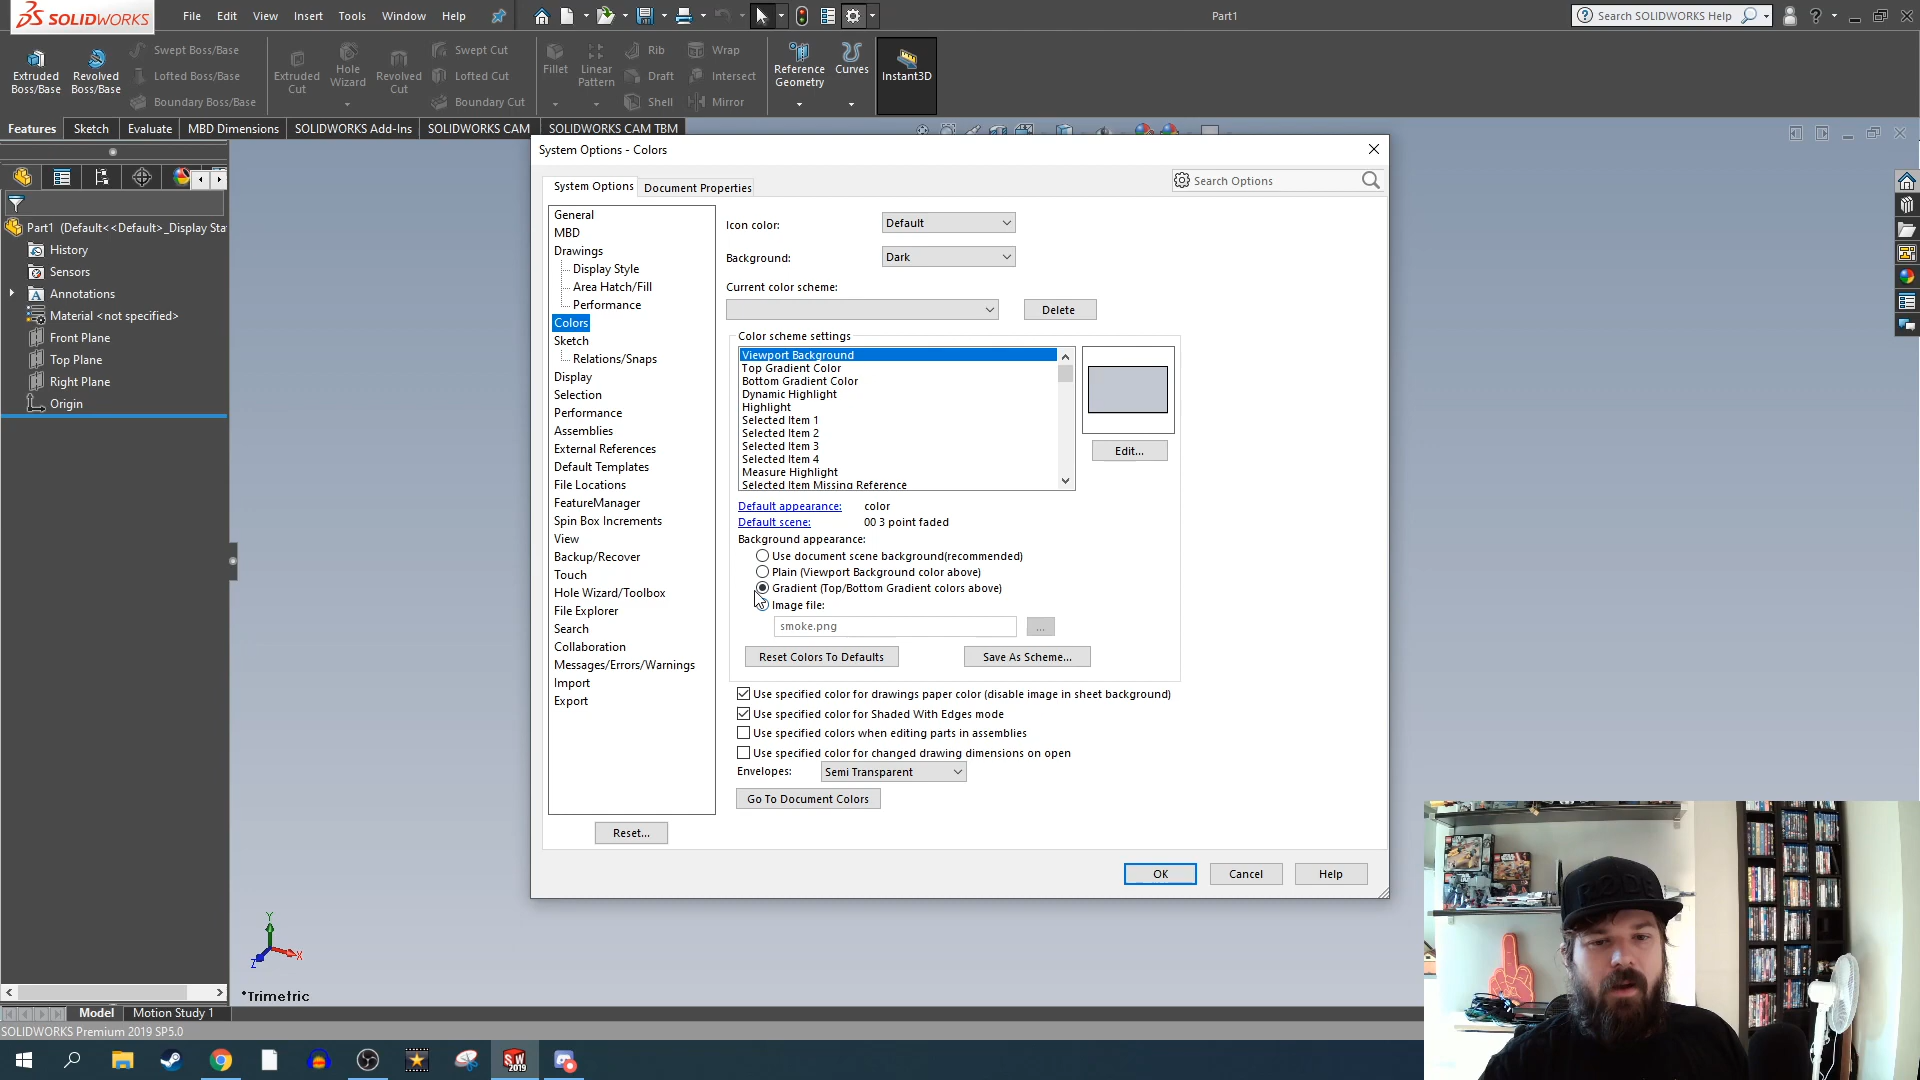 SOLIDWORKS
File Edit View Insert Tools Window Help
Part1
Search SOLIDWORKS Help
Extruded Boss/Base
Revolved Boss/Base
Swept Boss/Base
Lofted Boss/Base
Boundary Boss/Base
Extruded Cut
Hole Wizard
Revolved Cut
Swept Cut
Lofted Cut
Boundary Cut
Fillet
Linear Pattern
Rib
Draft
Shell
Wrap
Intersect
Mirror
Reference Geometry
Curves
Instant3D
Features Sketch Evaluate MBD Dimensions SOLIDWORKS Add-Ins SOLIDWORKS CAM SOLIDWORKS CAM TBM
Part1 (Default<<Default>_Display Sta
History
Sensors
Annotations
Material <not specified>
Front Plane
Top Plane
Right Plane
Origin
System Options - Colors
System Options Document Properties
Search Options
General
MBD
Drawings
Display Style
Area Hatch/Fill
Performance
Colors
Sketch
Relations/Snaps
Display
Selection
Performance
Assemblies
External References
Default Templates
File Locations
FeatureManager
Spin Box Increments
View
Backup/Recover
Touch
Hole Wizard/Toolbox
File Explorer
Search
Collaboration
Messages/Errors/Warnings
Import
Export
Reset...
Icon color: Default
Background: Dark
Current color scheme:
Delete
Color scheme settings
Viewport Background
Top Gradient Color
Bottom Gradient Color
Dynamic Highlight
Highlight
Selected Item 1
Selected Item 2
Selected Item 3
Selected Item 4
Measure Highlight
Selected Item Missing Reference
Edit...
Default appearance: color
Default scene: 00 3 point faded
Background appearance:
Use document scene background(recommended)
Plain (Viewport Background color above)
Gradient (Top/Bottom Gradient colors above)
Image file:
smoke.png
...
Reset Colors To Defaults Save As Scheme...
Use specified color for drawings paper color (disable image in sheet background)
Use specified color for Shaded With Edges mode
Use specified colors when editing parts in assemblies
Use specified color for changed drawing dimensions on open
Envelopes: Semi Transparent
Go To Document Colors
OK Cancel Help
Y
X
Z
*Trimetric
Model Motion Study 1
SOLIDWORKS Premium 2019 SP5.0
SW
2019
RODE